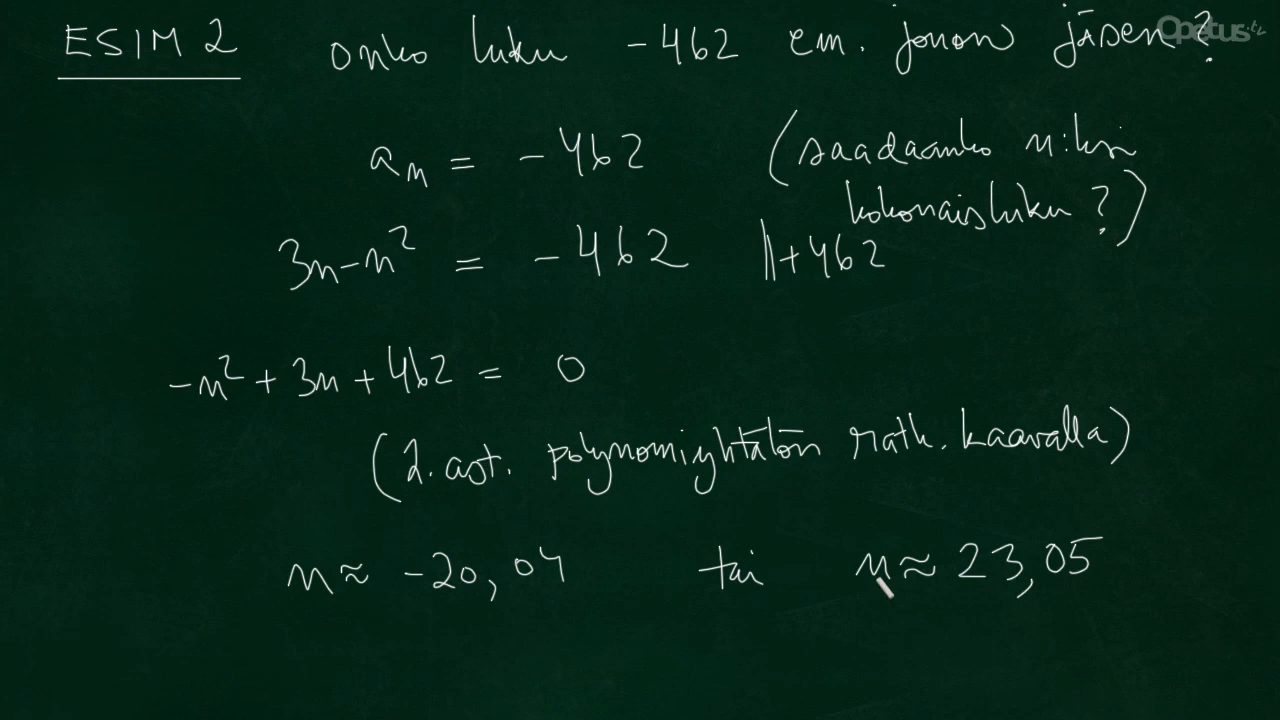 ESIM 2 onko luku -462 em. jonon jäsen?
Opetus.tv
aₙ = -462 (saadaanko n:ksi
kokonaisluku?)
3n-n² = -462 ||+462
-n² + 3n + 462 = 0
(2. ast. polynomiyhtälön ratk. kaavalla)
n ≈ -20,04 tai n ≈ 23,05